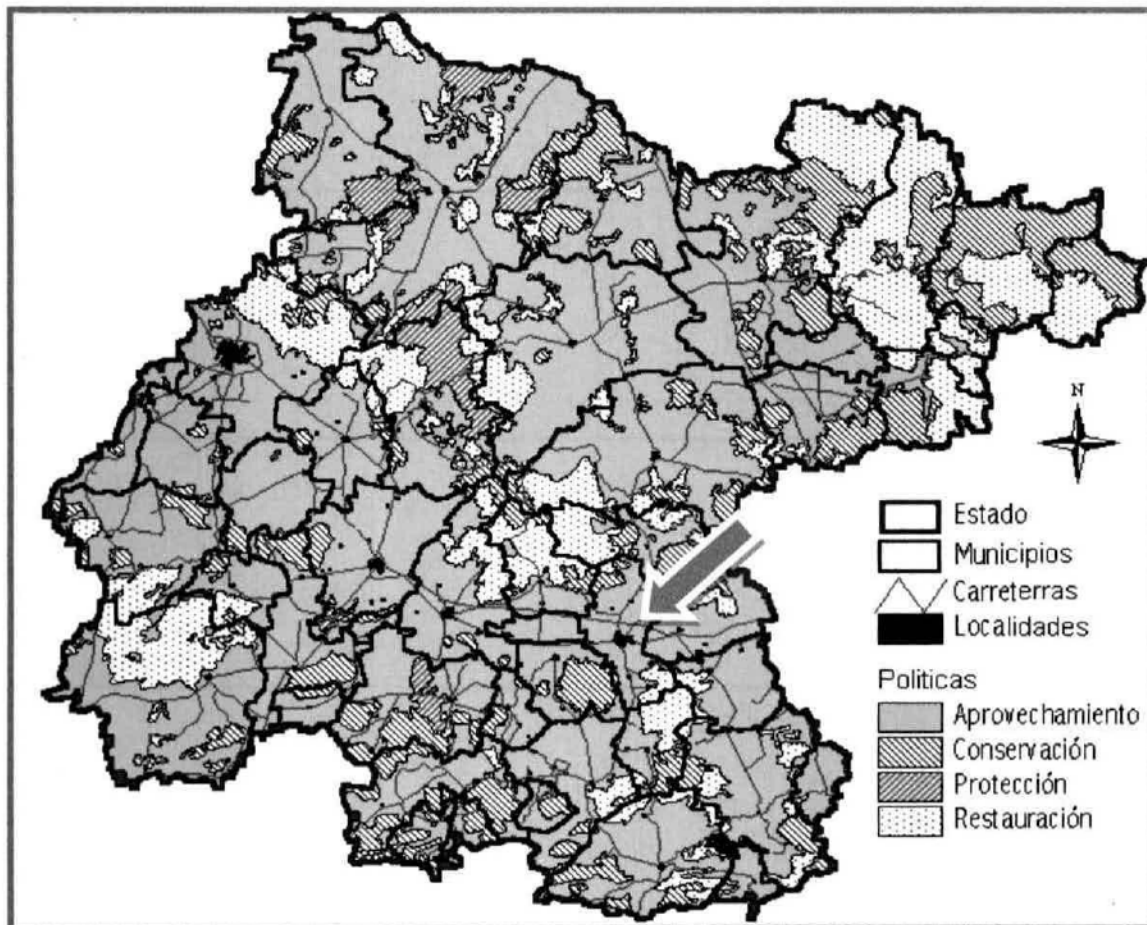 N
Estado
Municipios
Carreterras
Localidades
Politicas
Aprovechamiento
Conservación
Protección
Restauración